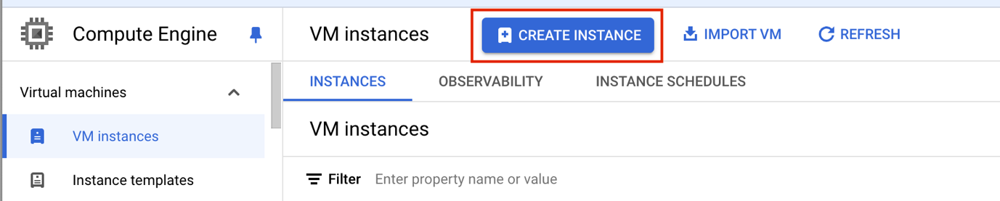 Compute Engine
VM instances
CREATE INSTANCE
IMPORT VM
REFRESH
Virtual machines
VM instances
Instance templates
INSTANCES
OBSERVABILITY
INSTANCE SCHEDULES
VM instances
Filter
Enter property name or value